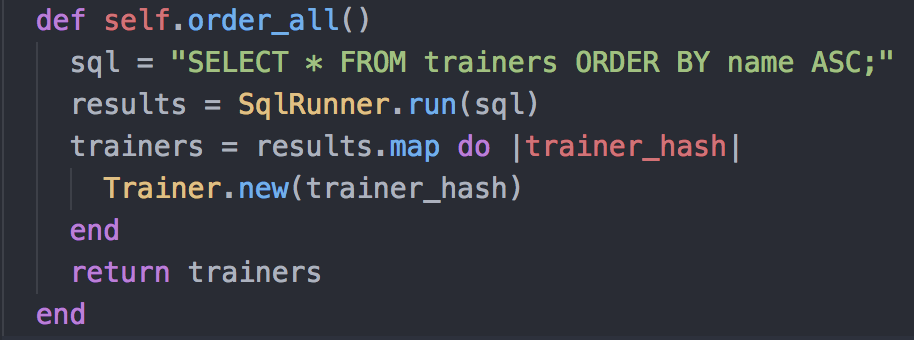 def self.order_all()
  sql = "SELECT * FROM trainers ORDER BY name ASC;"
  results = SqlRunner.run(sql)
  trainers = results.map do |trainer_hash|
    Trainer.new(trainer_hash)
  end
  return trainers
end